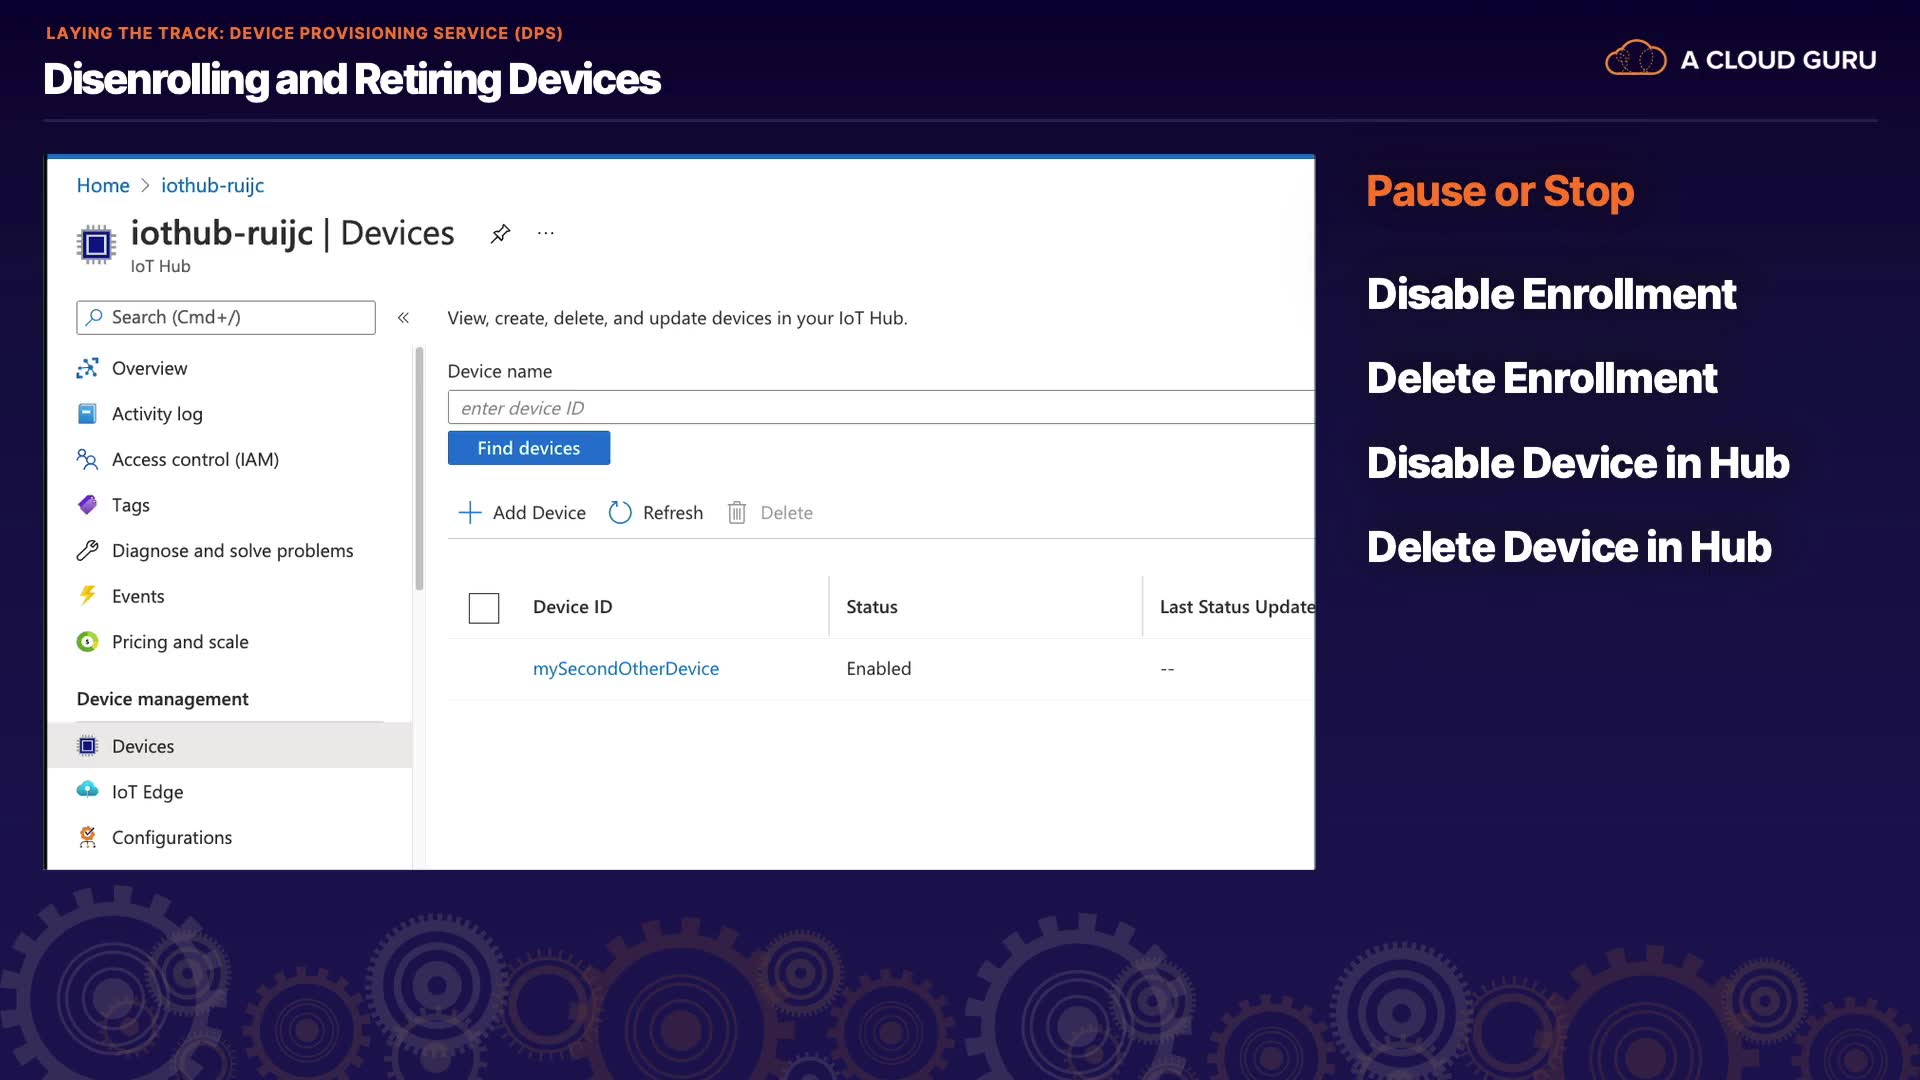 LAYING THE TRACK: DEVICE PROVISIONING SERVICE (DPS)
Disenrolling and Retiring Devices
A CLOUD GURU
Home > iothub-ruijc
iothub-ruijc | Devices
IoT Hub
Search (Cmd+/)
«
Overview
Activity log
Access control (IAM)
Tags
Diagnose and solve problems
Events
Pricing and scale
Device management
Devices
IoT Edge
Configurations
View, create, delete, and update devices in your IoT Hub.
Device name
enter device ID
Find devices
Add Device Refresh Delete
Device ID Status Last Status Update
mySecondOtherDevice Enabled --
Pause or Stop
Disable Enrollment
Delete Enrollment
Disable Device in Hub
Delete Device in Hub